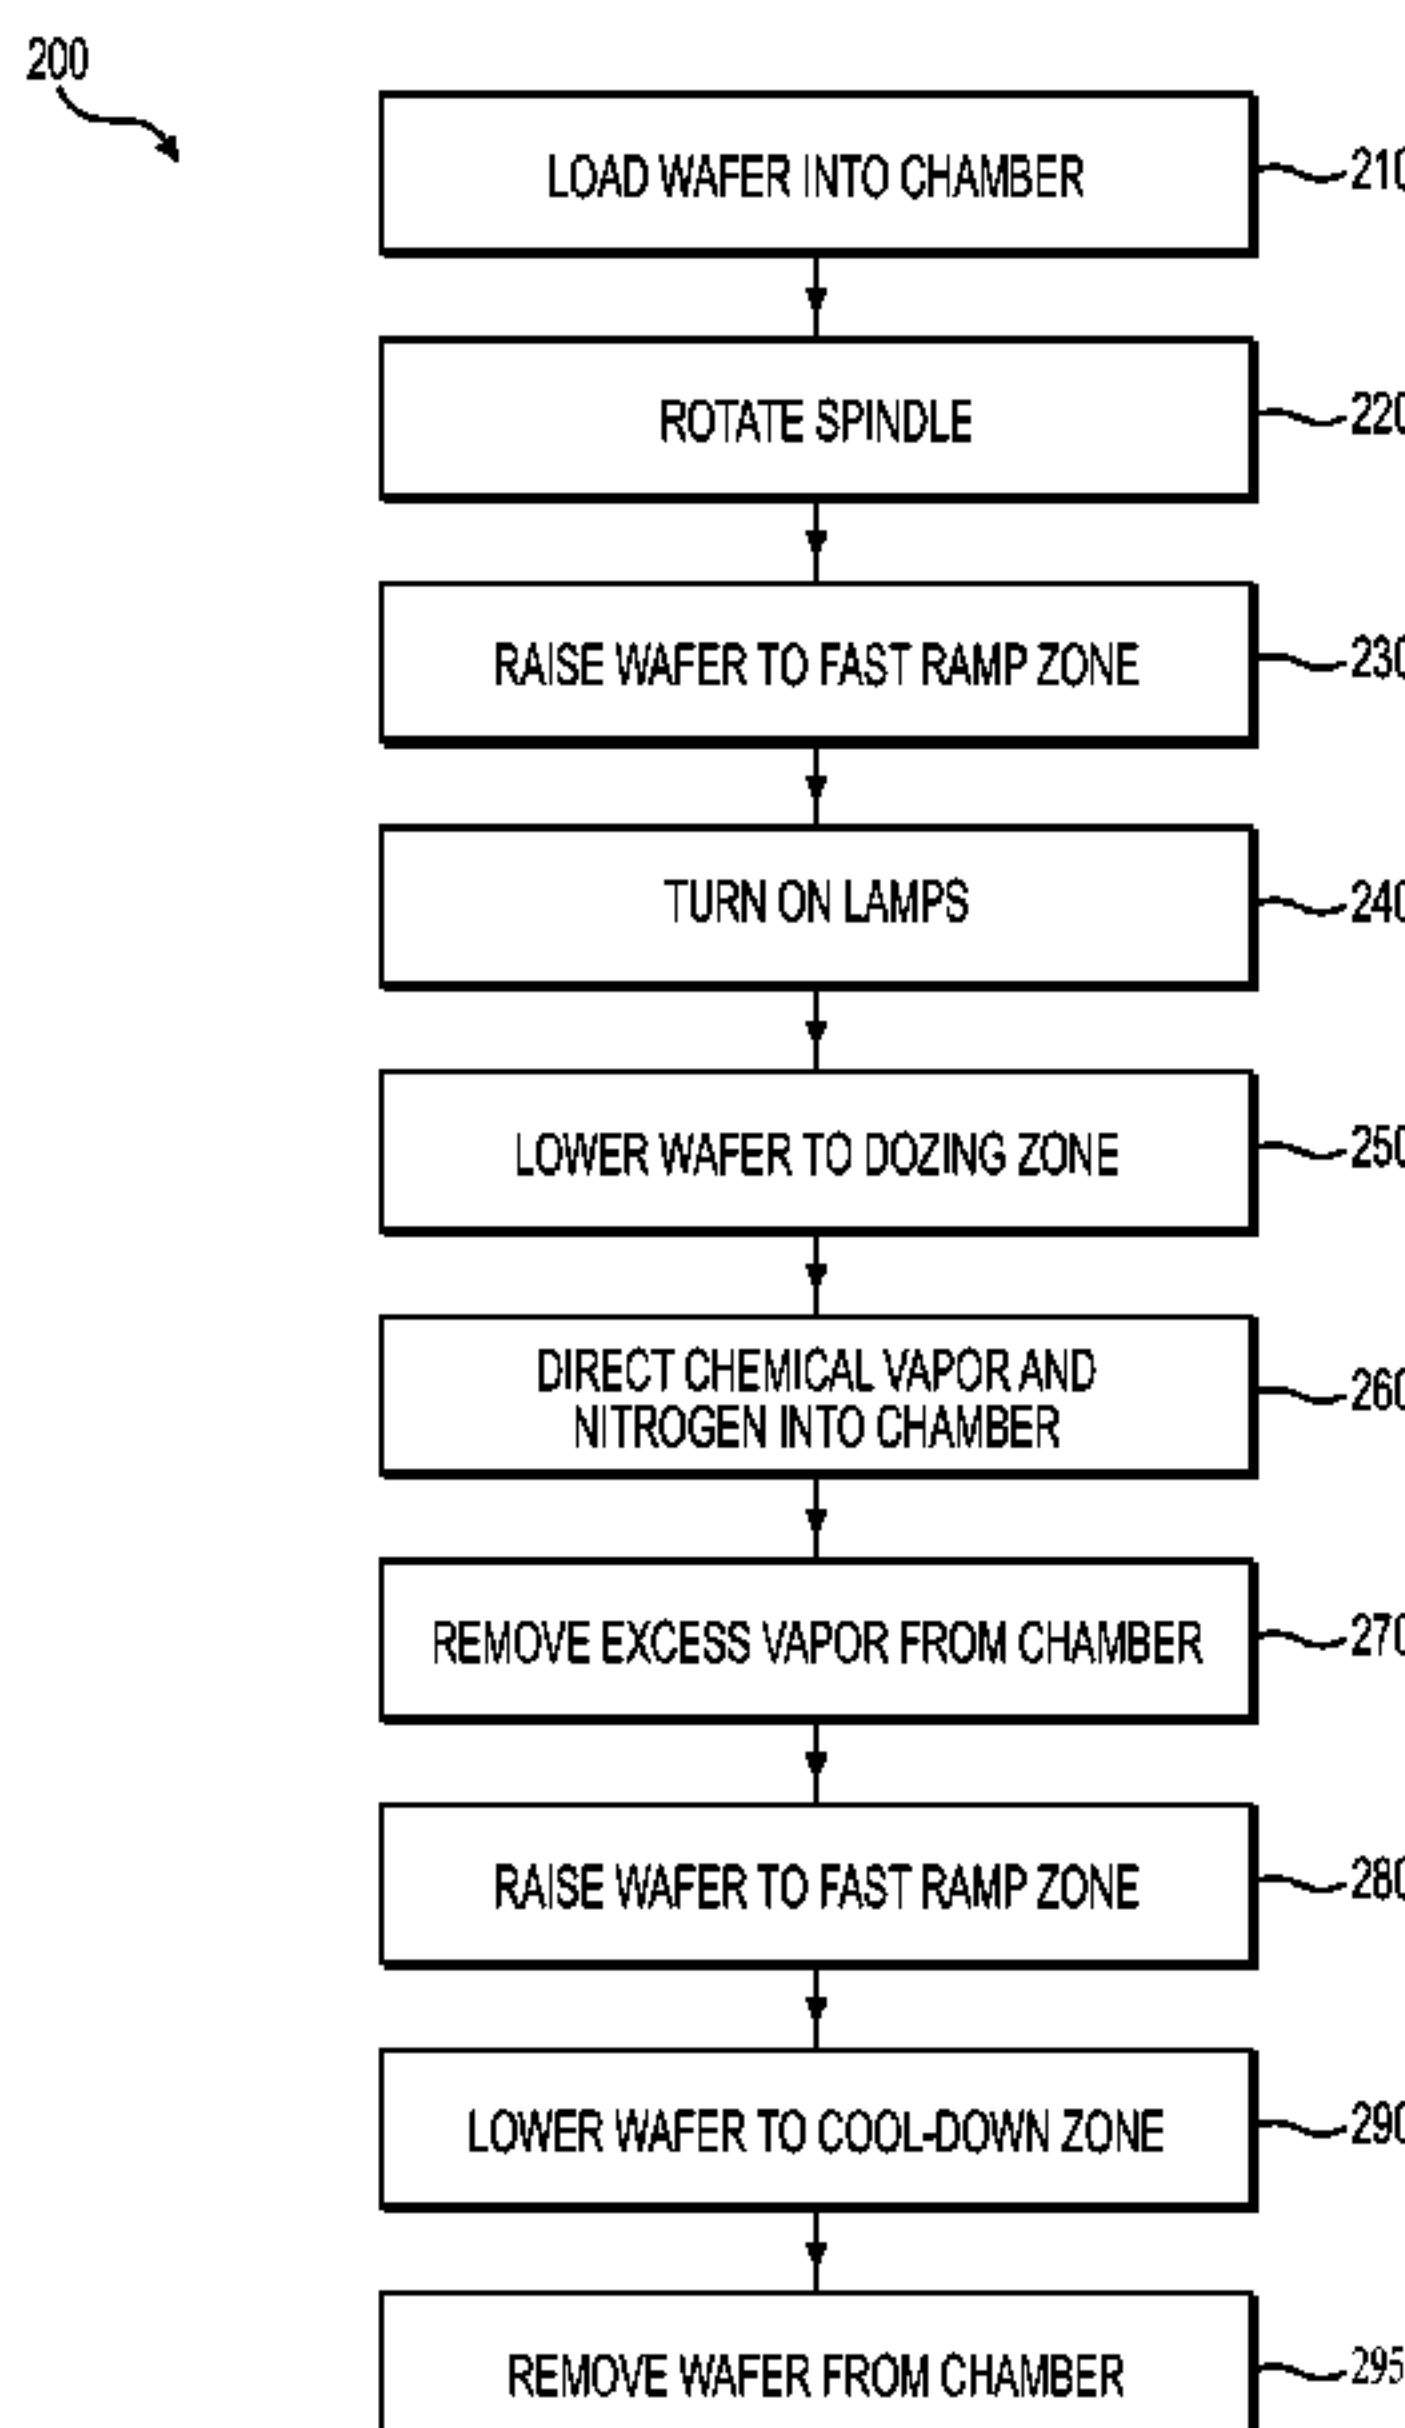 200
LOAD WAFER INTO CHAMBER
210
ROTATE SPINDLE
220
RAISE WAFER TO FAST RAMP ZONE
230
TURN ON LAMPS
240
LOWER WAFER TO DOZING ZONE
250
DIRECT CHEMICAL VAPOR AND
NITROGEN INTO CHAMBER
260
REMOVE EXCESS VAPOR FROM CHAMBER
270
RAISE WAFER TO FAST RAMP ZONE
280
LOWER WAFER TO COOL-DOWN ZONE
290
REMOVE WAFER FROM CHAMBER
295